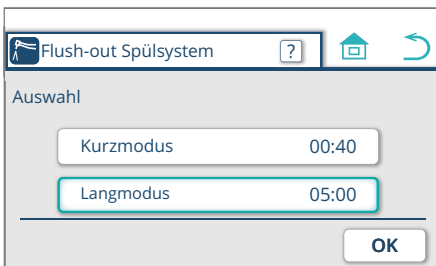 Flush-out Spülsystem ?
Auswahl
Kurzmodus 00:40
Langmodus 05:00
OK